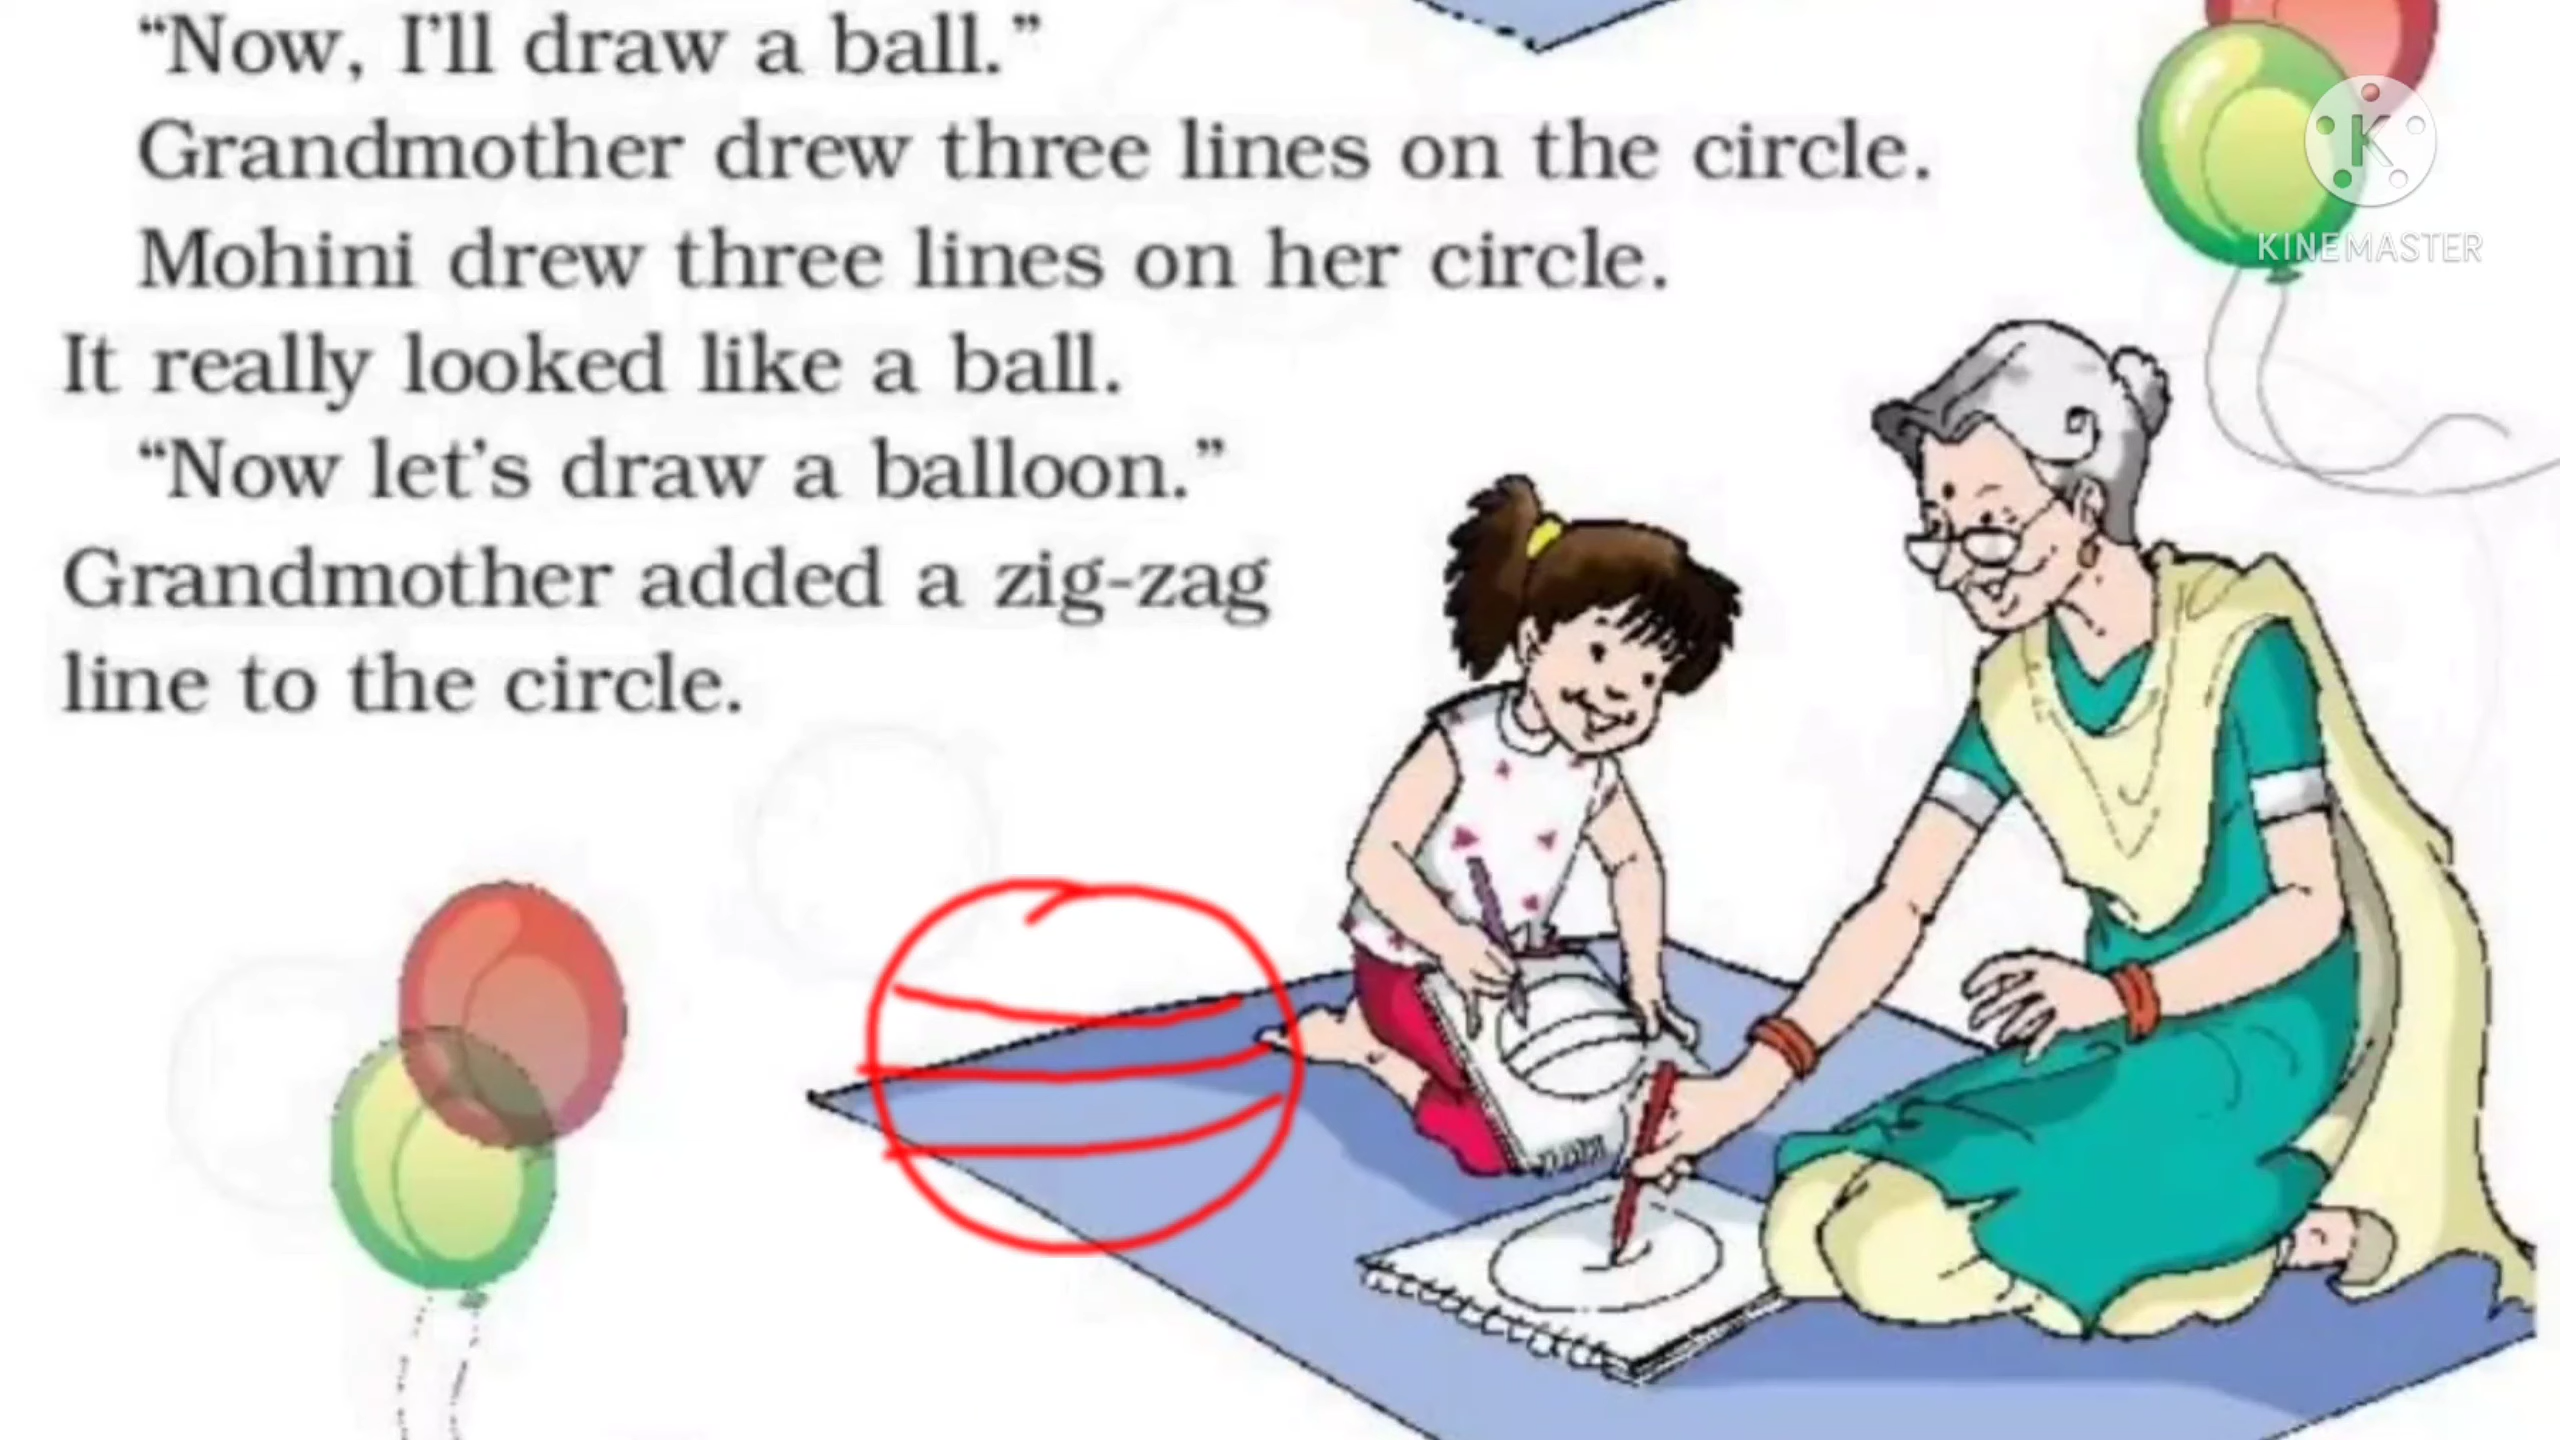 “Now, I’ll draw a ball.”
Grandmother drew three lines on the circle.
Mohini drew three lines on her circle.
It really looked like a ball.
“Now let’s draw a balloon.”
Grandmother added a zig-zag
line to the circle.
K
KINEMASTER